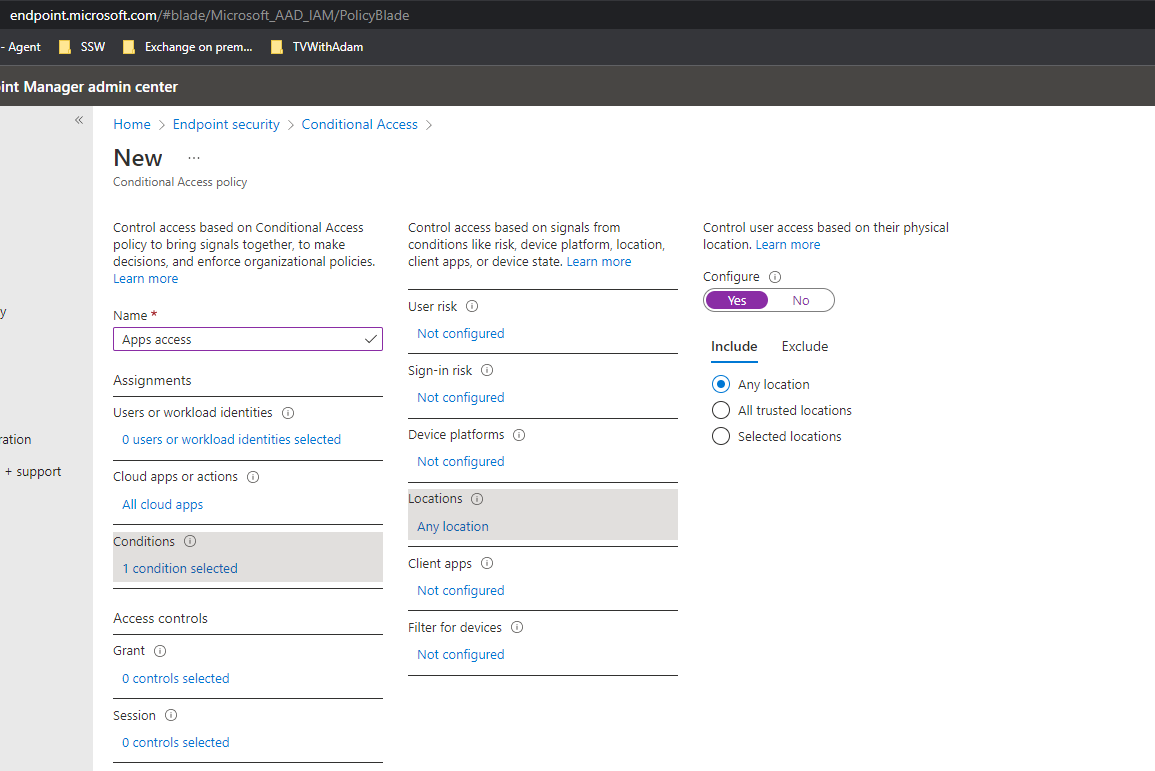 endpoint.microsoft.com/#blade/Microsoft_AAD_IAM/PolicyBlade
- Agent SSW Exchange on prem... TVWithAdam
int Manager admin center
«
y
ration
+ support
Home > Endpoint security > Conditional Access >
New ...
Conditional Access policy
Control access based on Conditional Access
policy to bring signals together, to make
decisions, and enforce organizational policies.
Learn more
Name *
Apps access
Assignments
Users or workload identities
0 users or workload identities selected
Cloud apps or actions
All cloud apps
Conditions
1 condition selected
Access controls
Grant
0 controls selected
Session
0 controls selected
Control access based on signals from
conditions like risk, device platform, location,
client apps, or device state. Learn more
User risk
Not configured
Sign-in risk
Not configured
Device platforms
Not configured
Locations
Any location
Client apps
Not configured
Filter for devices
Not configured
Control user access based on their physical
location. Learn more
Configure
Yes No
Include Exclude
Any location
All trusted locations
Selected locations